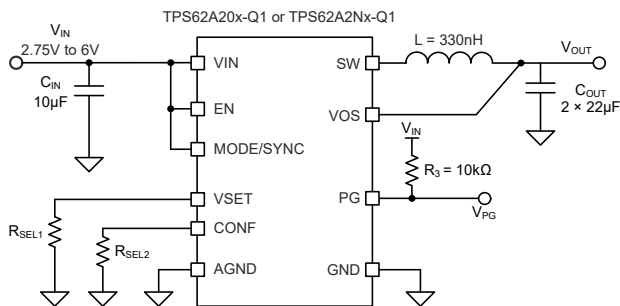 TPS62A20x-Q1 or TPS62A2Nx-Q1
VIN
2.75V to 6V
CIN
10µF
VIN
EN
MODE/SYNC
VSET
CONF
AGND
RSEL1
RSEL2
SW
VOS
PG
GND
L = 330nH
VOUT
COUT
2 × 22µF
VIN
R3 = 10kΩ
VPG